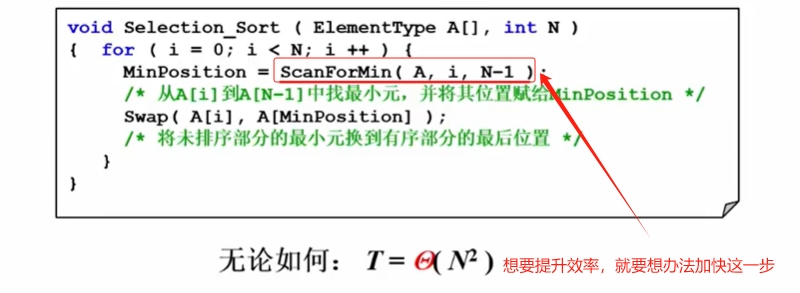 void Selection_Sort ( ElementType A[], int N )
{ for ( i = 0; i < N; i ++ ) {
MinPosition = ScanForMin( A, i, N-1 );
/* 从A[i]到A[N-1]中找最小元，并将其位置赋给MinPosition */
Swap( A[i], A[MinPosition] );
/* 将未排序部分的最小元换到有序部分的最后位置 */
}
}
无论如何： T = Θ( N² )
想要提升效率，就要想办法加快这一步